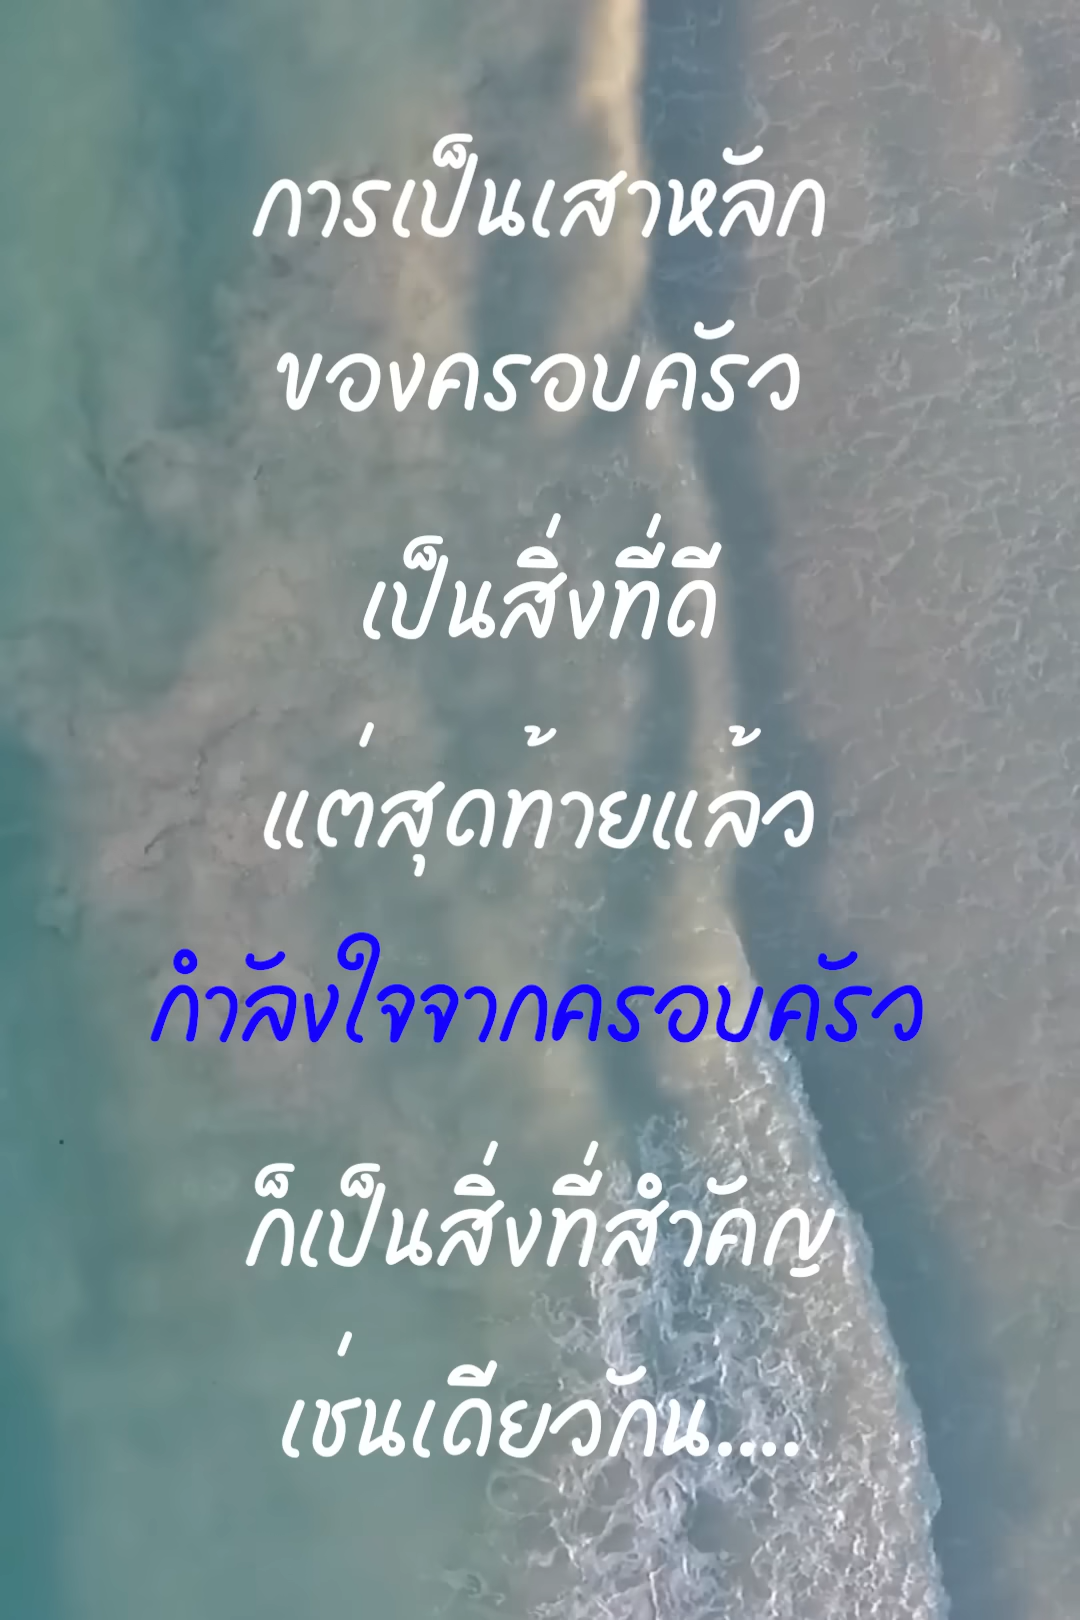 การเป็นเสาหลัก
ของครอบครัว
เป็นสิ่งที่ดี
แต่สุดท้ายแล้ว
กำลังใจจากครอบครัว
ก็เป็นสิ่งที่สำคัญ
เช่นเดียวกัน....